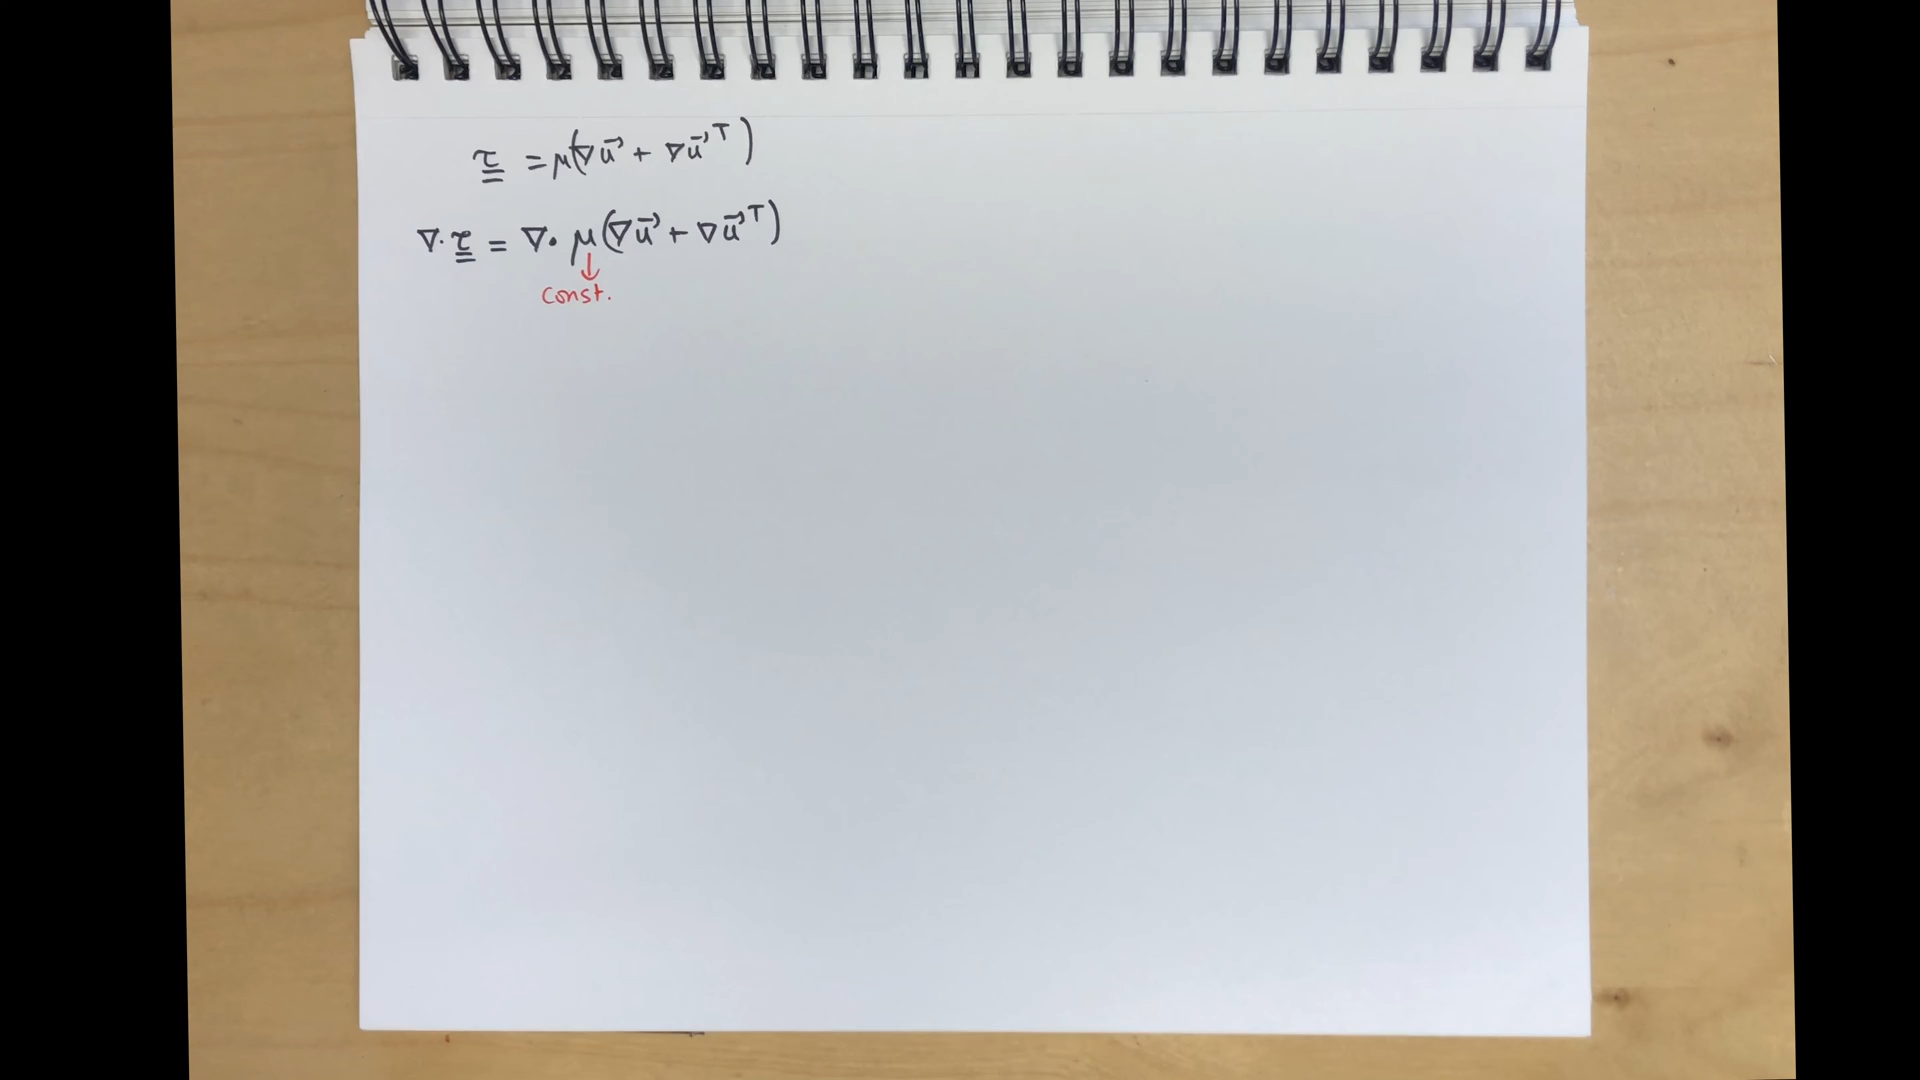 τ = μ(∇u⃗ + ∇u⃗ᵀ)
∇·τ = ∇· μ(∇u⃗ + ∇u⃗ᵀ)
↓
const.